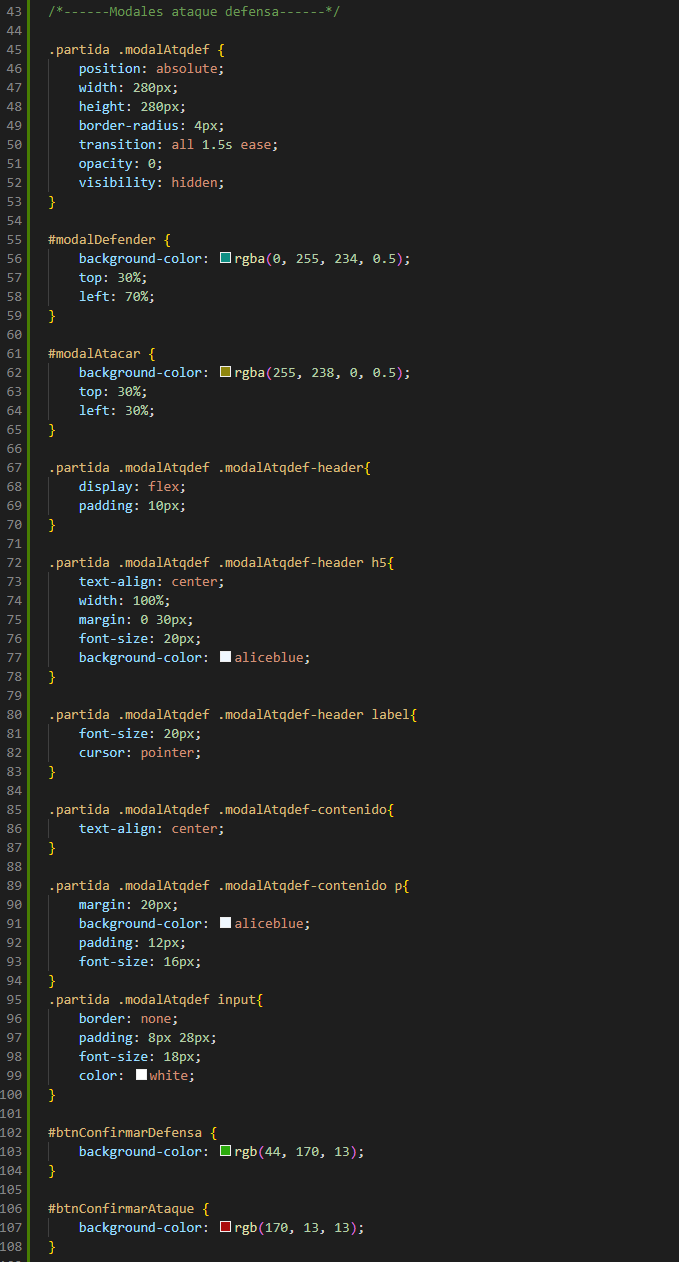 43 /*------Modales ataque defensa------*/
44
45 .partida .modalAtqdef {
46     position: absolute;
47     width: 280px;
48     height: 280px;
49     border-radius: 4px;
50     transition: all 1.5s ease;
51     opacity: 0;
52     visibility: hidden;
53 }
54
55 #modalDefender {
56     background-color: rgba(0, 255, 234, 0.5);
57     top: 30%;
58     left: 70%;
59 }
60
61 #modalAtacar {
62     background-color: rgba(255, 238, 0, 0.5);
63     top: 30%;
64     left: 30%;
65 }
66
67 .partida .modalAtqdef .modalAtqdef-header{
68     display: flex;
69     padding: 10px;
70 }
71
72 .partida .modalAtqdef .modalAtqdef-header h5{
73     text-align: center;
74     width: 100%;
75     margin: 0 30px;
76     font-size: 20px;
77     background-color: aliceblue;
78 }
79
80 .partida .modalAtqdef .modalAtqdef-header label{
81     font-size: 20px;
82     cursor: pointer;
83 }
84
85 .partida .modalAtqdef .modalAtqdef-contenido{
86     text-align: center;
87 }
88
89 .partida .modalAtqdef .modalAtqdef-contenido p{
90     margin: 20px;
91     background-color: aliceblue;
92     padding: 12px;
93     font-size: 16px;
94 }
95 .partida .modalAtqdef input{
96     border: none;
97     padding: 8px 28px;
98     font-size: 18px;
99     color: white;
100 }
101
102 #btnConfirmarDefensa {
103     background-color: rgb(44, 170, 13);
104 }
105
106 #btnConfirmarAtaque {
107     background-color: rgb(170, 13, 13);
108 }